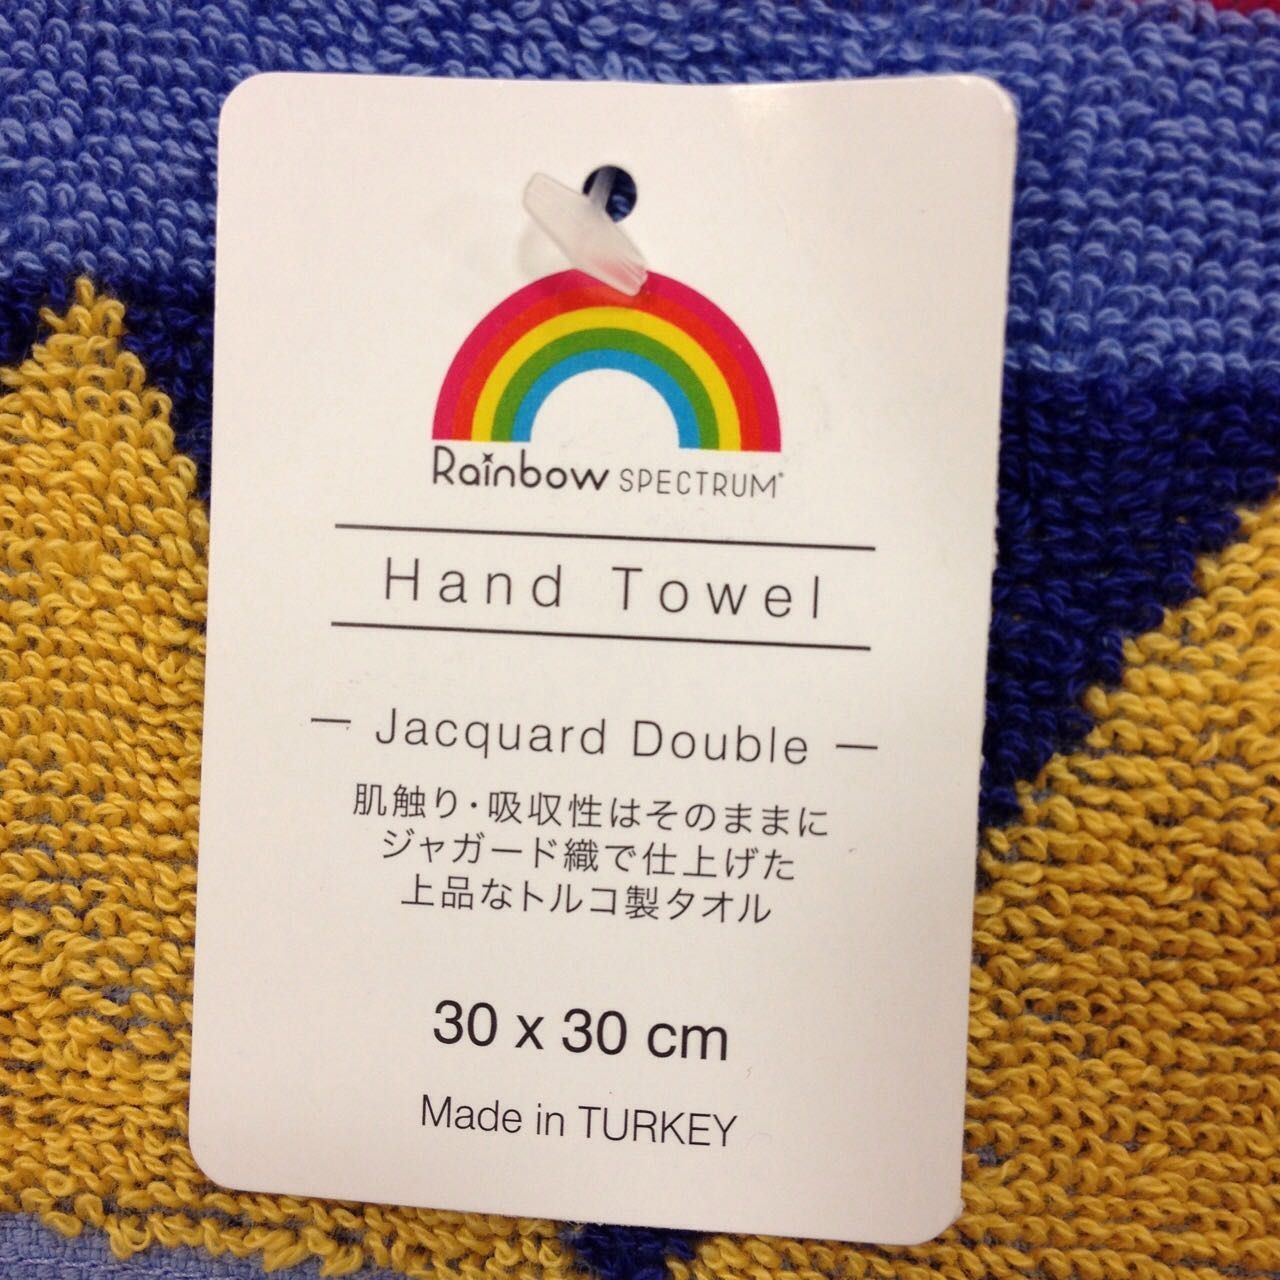 Rainbow SPECTRUM
Hand Towel
— Jacquard Double —
肌触り・吸収性はそのままに
ジャガード織で仕上げた
上品なトルコ製タオル
30 x 30 cm
Made in TURKEY